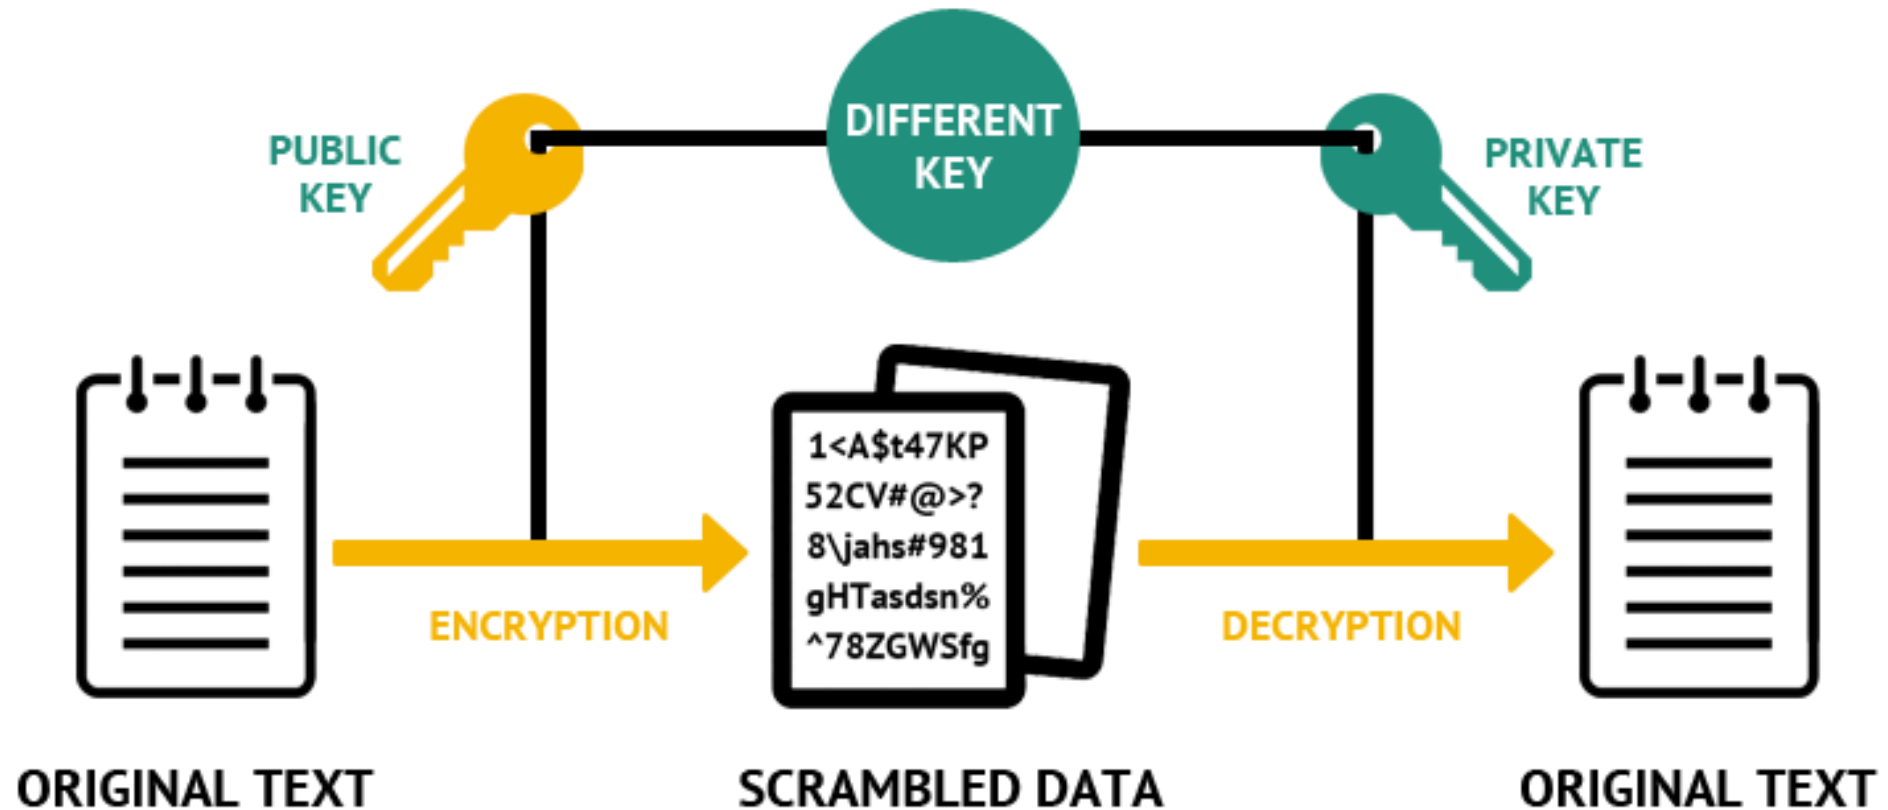 DIFFERENT
KEY
PUBLIC
KEY
PRIVATE
KEY
1<A$t47KP
52CV#@>?
8\jahs#981
gHTasdsn%
^78ZGWSfg
ENCRYPTION
DECRYPTION
ORIGINAL TEXT
SCRAMBLED DATA
ORIGINAL TEXT